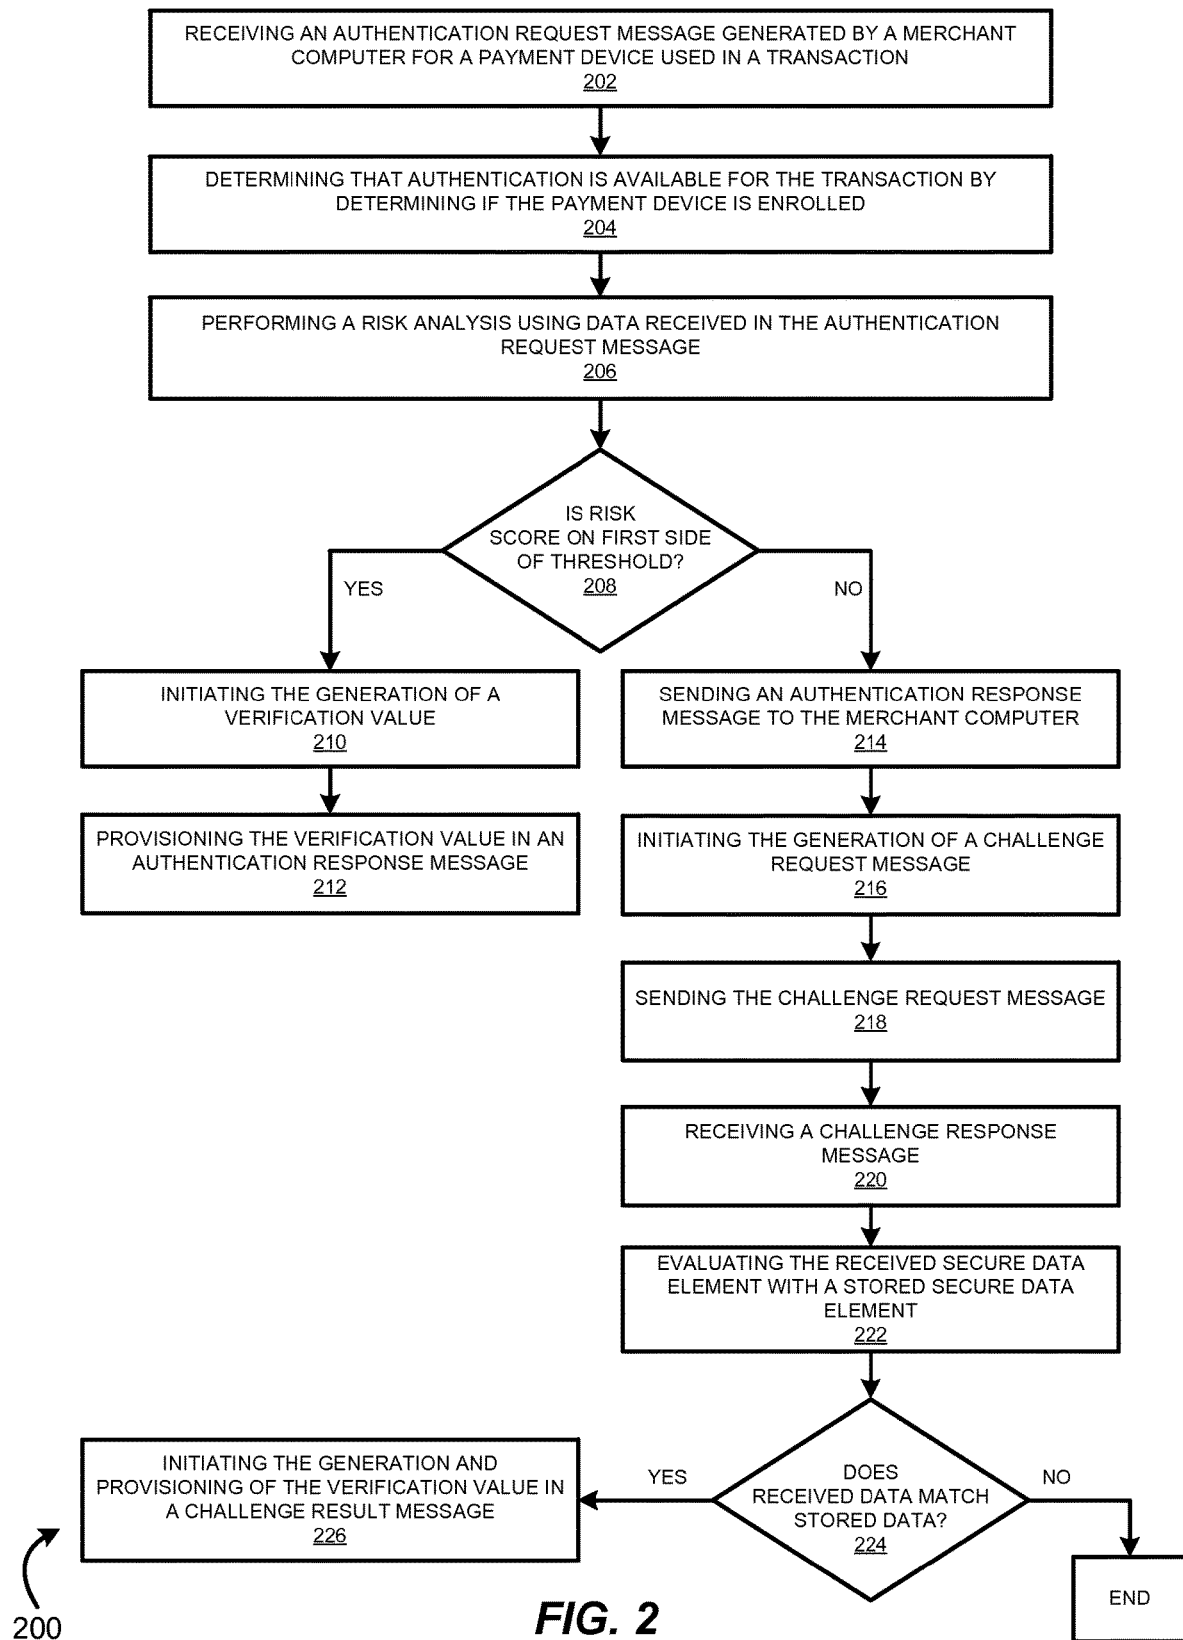 RECEIVING AN AUTHENTICATION REQUEST MESSAGE GENERATED BY A MERCHANT
COMPUTER FOR A PAYMENT DEVICE USED IN A TRANSACTION
202
DETERMINING THAT AUTHENTICATION IS AVAILABLE FOR THE TRANSACTION BY
DETERMINING IF THE PAYMENT DEVICE IS ENROLLED
204
PERFORMING A RISK ANALYSIS USING DATA RECEIVED IN THE AUTHENTICATION
REQUEST MESSAGE
206
IS RISK
SCORE ON FIRST SIDE
OF THRESHOLD?
208
YES
NO
INITIATING THE GENERATION OF A
VERIFICATION VALUE
210
PROVISIONING THE VERIFICATION VALUE IN AN
AUTHENTICATION RESPONSE MESSAGE
212
SENDING AN AUTHENTICATION RESPONSE
MESSAGE TO THE MERCHANT COMPUTER
214
INITIATING THE GENERATION OF A CHALLENGE
REQUEST MESSAGE
216
SENDING THE CHALLENGE REQUEST MESSAGE
218
RECEIVING A CHALLENGE RESPONSE
MESSAGE
220
EVALUATING THE RECEIVED SECURE DATA
ELEMENT WITH A STORED SECURE DATA
ELEMENT
222
DOES
RECEIVED DATA MATCH
STORED DATA?
224
YES
NO
INITIATING THE GENERATION AND
PROVISIONING OF THE VERIFICATION VALUE IN
A CHALLENGE RESULT MESSAGE
226
END
200
FIG. 2